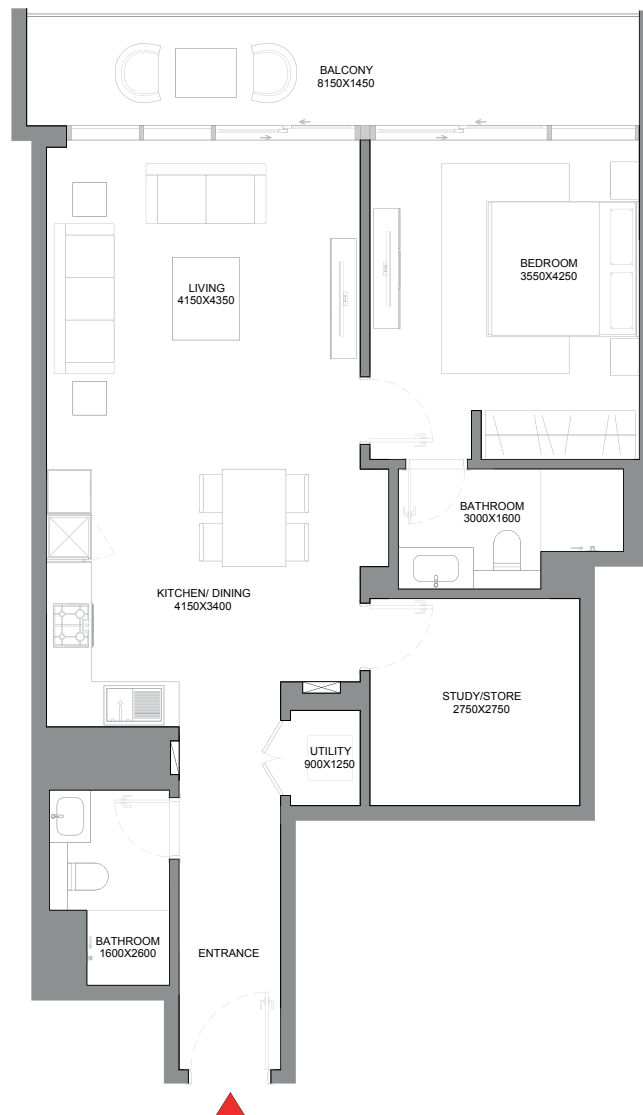 BALCONY
8150X1450
LIVING
4150X4350
BEDROOM
3550X4250
BATHROOM
3000X1600
KITCHEN/ DINING
4150X3400
STUDY/STORE
2750X2750
UTILITY
900X1250
BATHROOM
1600X2600
ENTRANCE